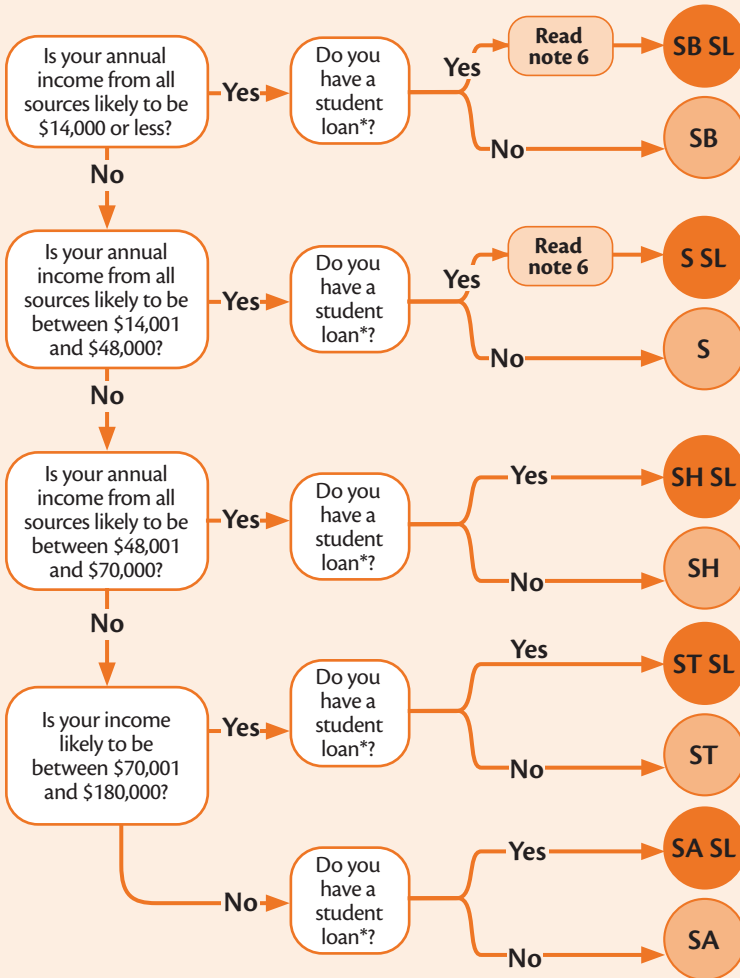 Is your annual
income from all
sources likely to be
$14,000 or less?
Yes
Do you
have a
student
loan*?
Yes
Read
note 6
SB SL
No
SB
No
Is your annual
income from all
sources likely to be
between $14,001
and $48,000?
Yes
Do you
have a
student
loan*?
Yes
Read
note 6
S SL
No
S
No
Is your annual
income from all
sources likely to be
between $48,001
and $70,000?
Yes
Do you
have a
student
loan*?
Yes
SH SL
No
SH
No
Is your income
likely to be
between $70,001
and $180,000?
Yes
Do you
have a
student
loan*?
Yes
ST SL
No
ST
No
Do you
have a
student
loan*?
Yes
SA SL
No
SA